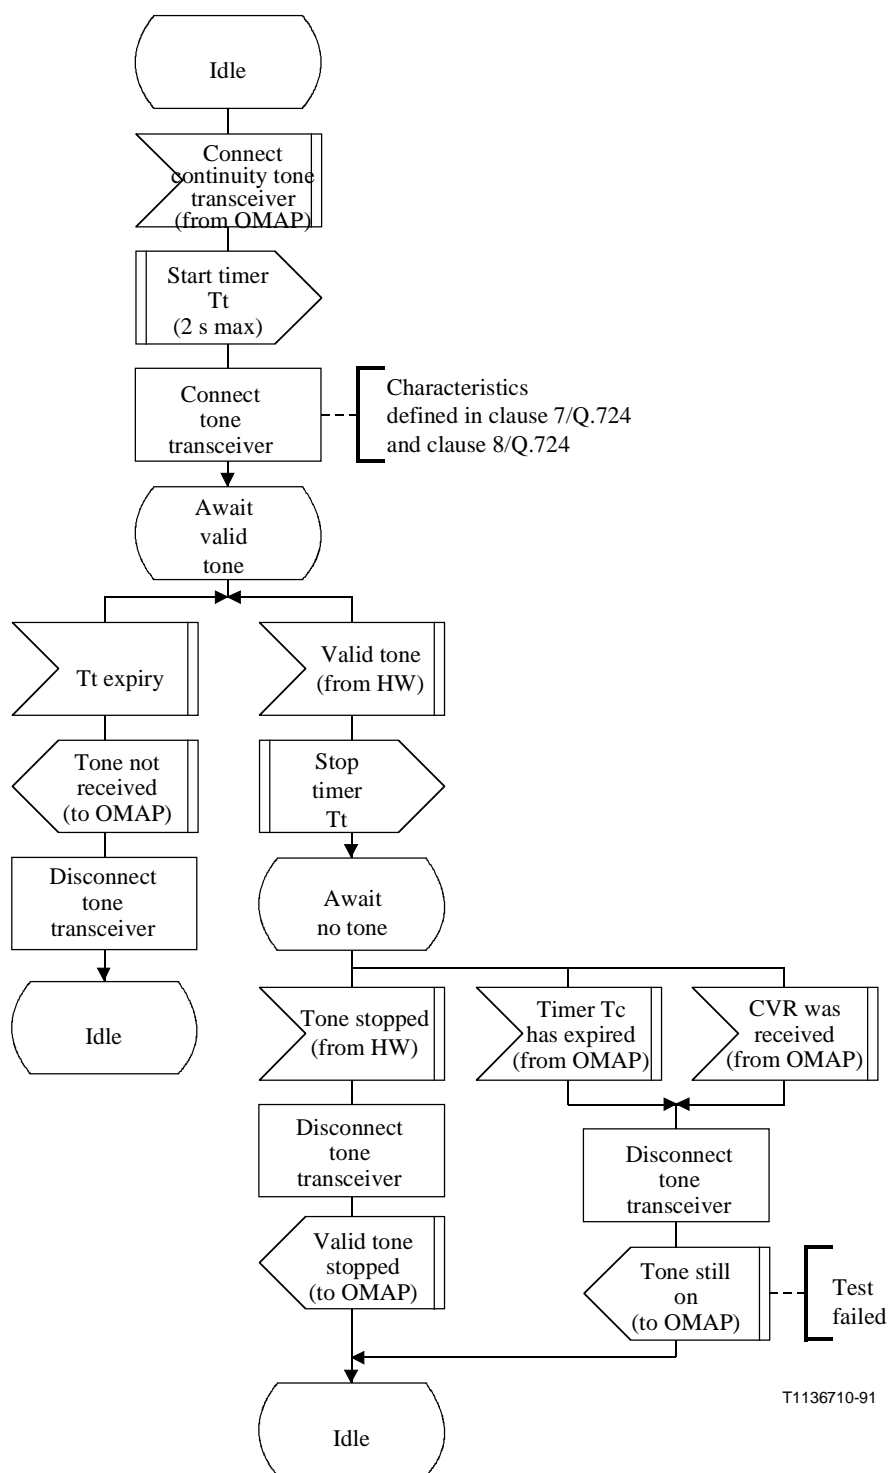 Idle
Connect
continuity tone
transceiver
(from OMAP)
Start timer
Tt
(2 s max)
Connect
tone
transceiver
Characteristics
defined in clause 7/Q.724
and clause 8/Q.724
Await
valid
tone
Tt expiry
Valid tone
(from HW)
Tone not
received
(to OMAP)
Stop
timer
Tt
Disconnect
tone
transceiver
Await
no tone
Idle
Tone stopped
(from HW)
Timer Tc
has expired
(from OMAP)
CVR was
received
(from OMAP)
Disconnect
tone
transceiver
Disconnect
tone
transceiver
Valid tone
stopped
(to OMAP)
Tone still
on
(to OMAP)
Test
failed
Idle
T1136710-91